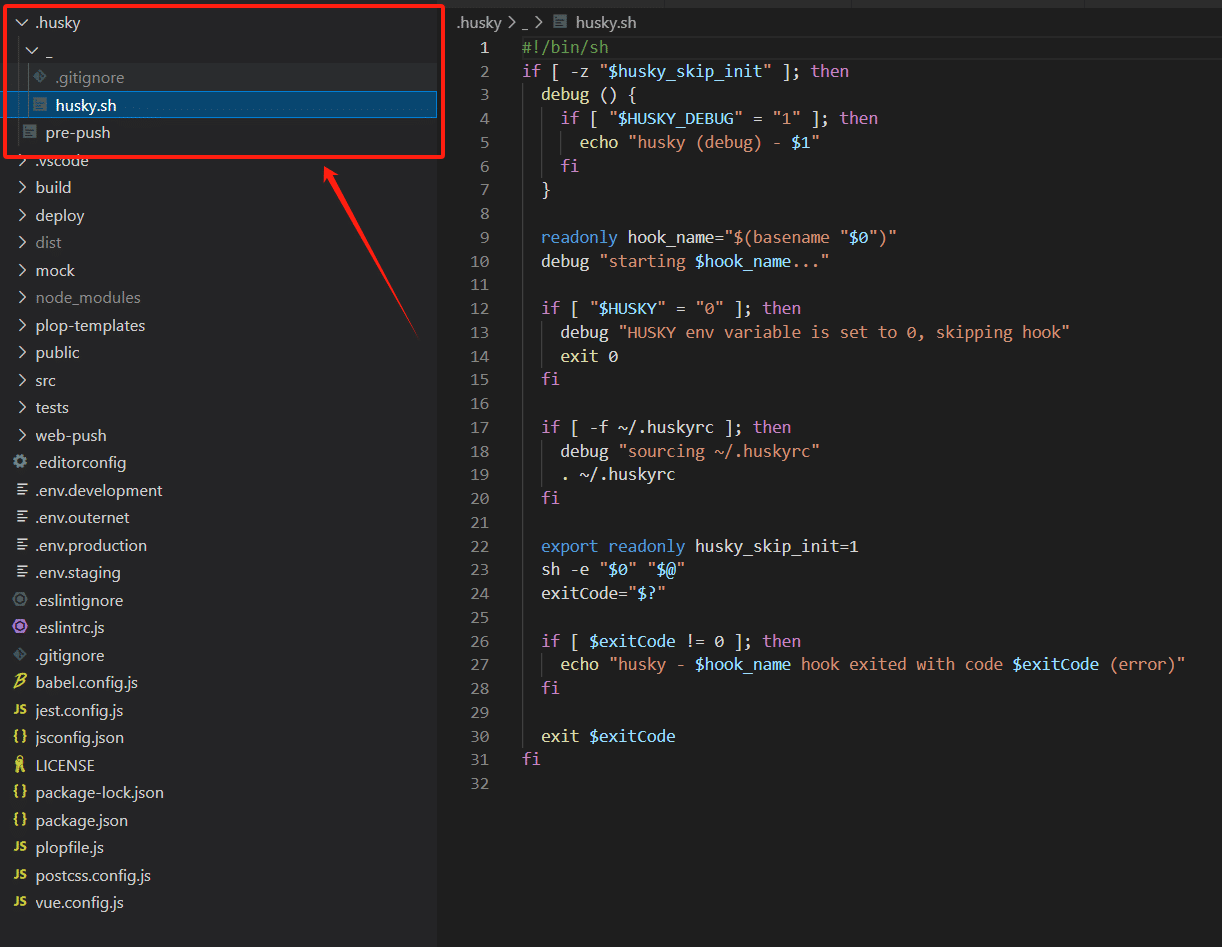 .husky
_
.gitignore
husky.sh
pre-push
.vscode
build
deploy
dist
mock
node_modules
plop-templates
public
src
tests
web-push
.editorconfig
.env.development
.env.outernet
.env.production
.env.staging
.eslintignore
.eslintrc.js
.gitignore
babel.config.js
JS jest.config.js
{} jsconfig.json
LICENSE
{} package-lock.json
{} package.json
JS plopfile.js
JS postcss.config.js
JS vue.config.js
.husky > _ > husky.sh
1 #!/bin/sh
2 if [ -z "$husky_skip_init" ]; then
3   debug () {
4     if [ "$HUSKY_DEBUG" = "1" ]; then
5       echo "husky (debug) - $1"
6     fi
7   }
8
9   readonly hook_name="$(basename "$0")"
10   debug "starting $hook_name..."
11
12   if [ "$HUSKY" = "0" ]; then
13     debug "HUSKY env variable is set to 0, skipping hook"
14     exit 0
15   fi
16
17   if [ -f ~/.huskyrc ]; then
18     debug "sourcing ~/.huskyrc"
19     . ~/.huskyrc
20   fi
21
22   export readonly husky_skip_init=1
23   sh -e "$0" "$@"
24   exitCode="$?"
25
26   if [ $exitCode != 0 ]; then
27     echo "husky - $hook_name hook exited with code $exitCode (error)"
28   fi
29
30   exit $exitCode
31 fi
32